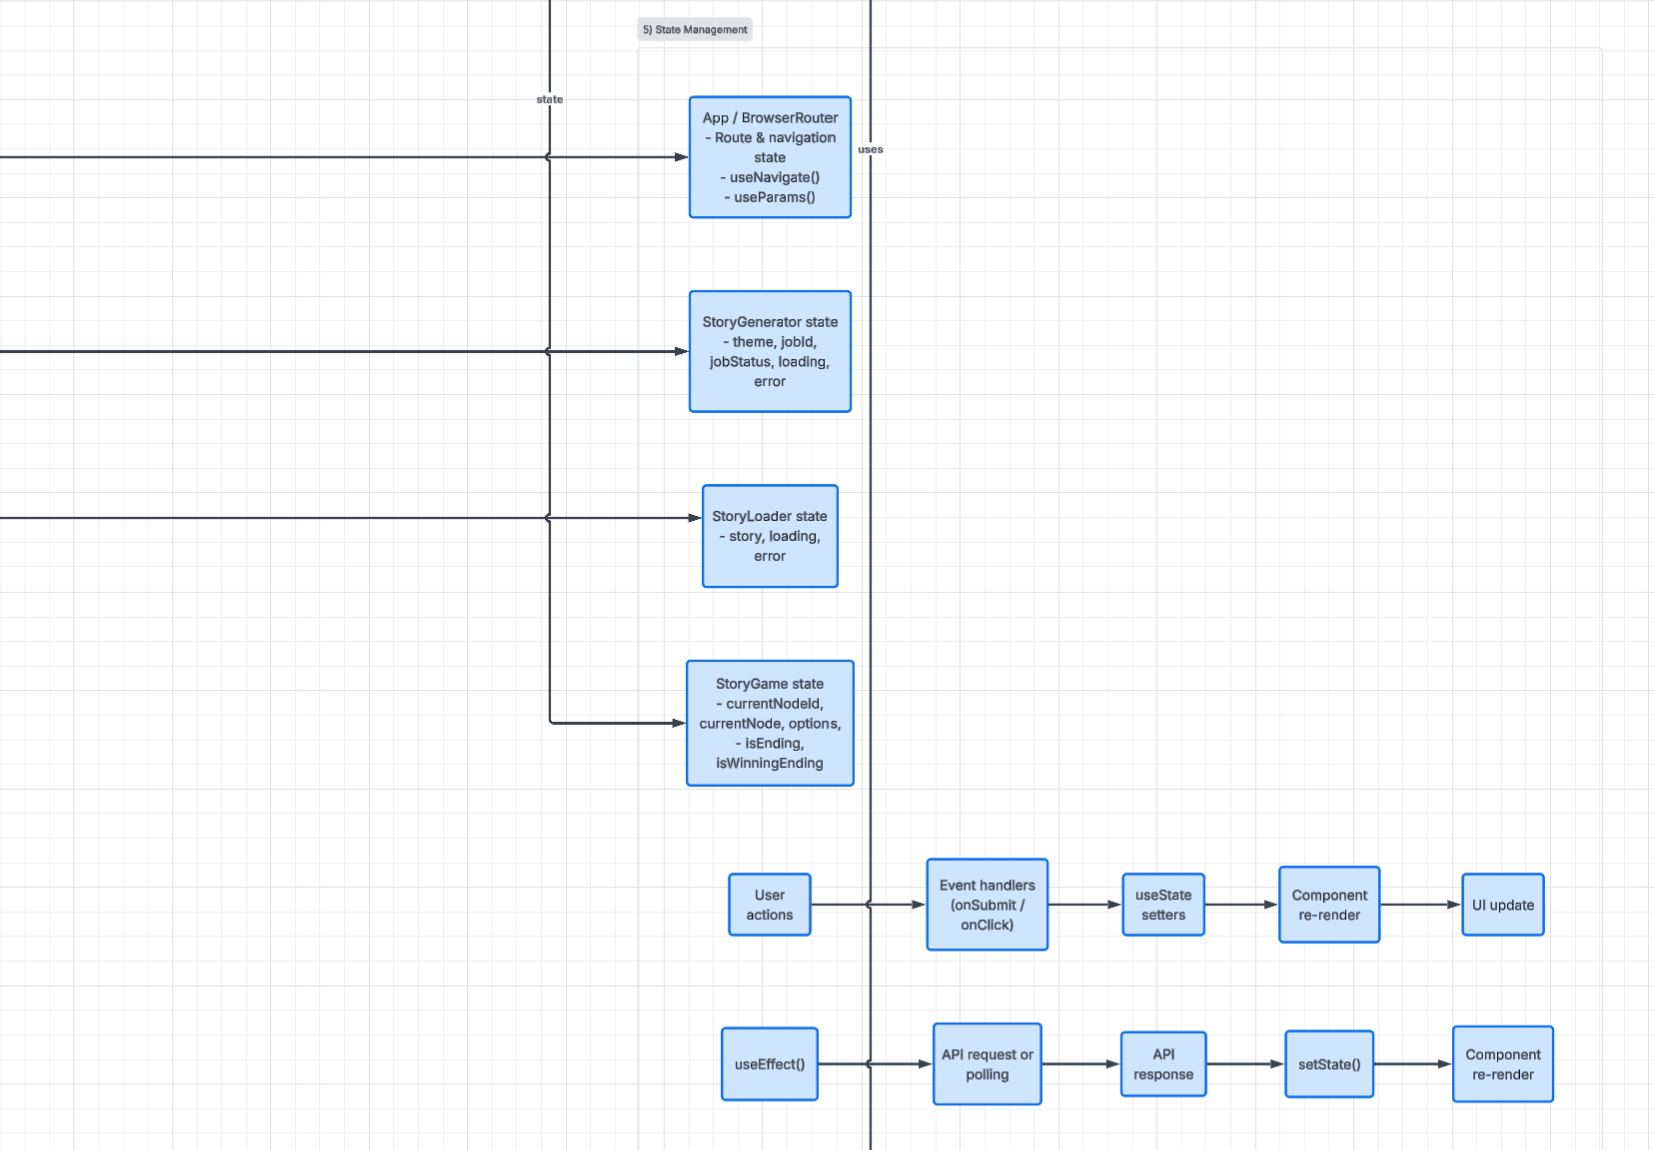 5) State Management
state
uses
App / BrowserRouter
- Route & navigation
state
- useNavigate()
- useParams()
StoryGenerator state
- theme, jobId,
jobStatus, loading,
error
StoryLoader state
- story, loading,
error
StoryGame state
- currentNodeId,
currentNode, options,
- isEnding,
isWinningEnding
User
actions
Event handlers
(onSubmit /
onClick)
useState
setters
Component
re-render
UI update
useEffect()
API request or
polling
API
response
setState()
Component
re-render